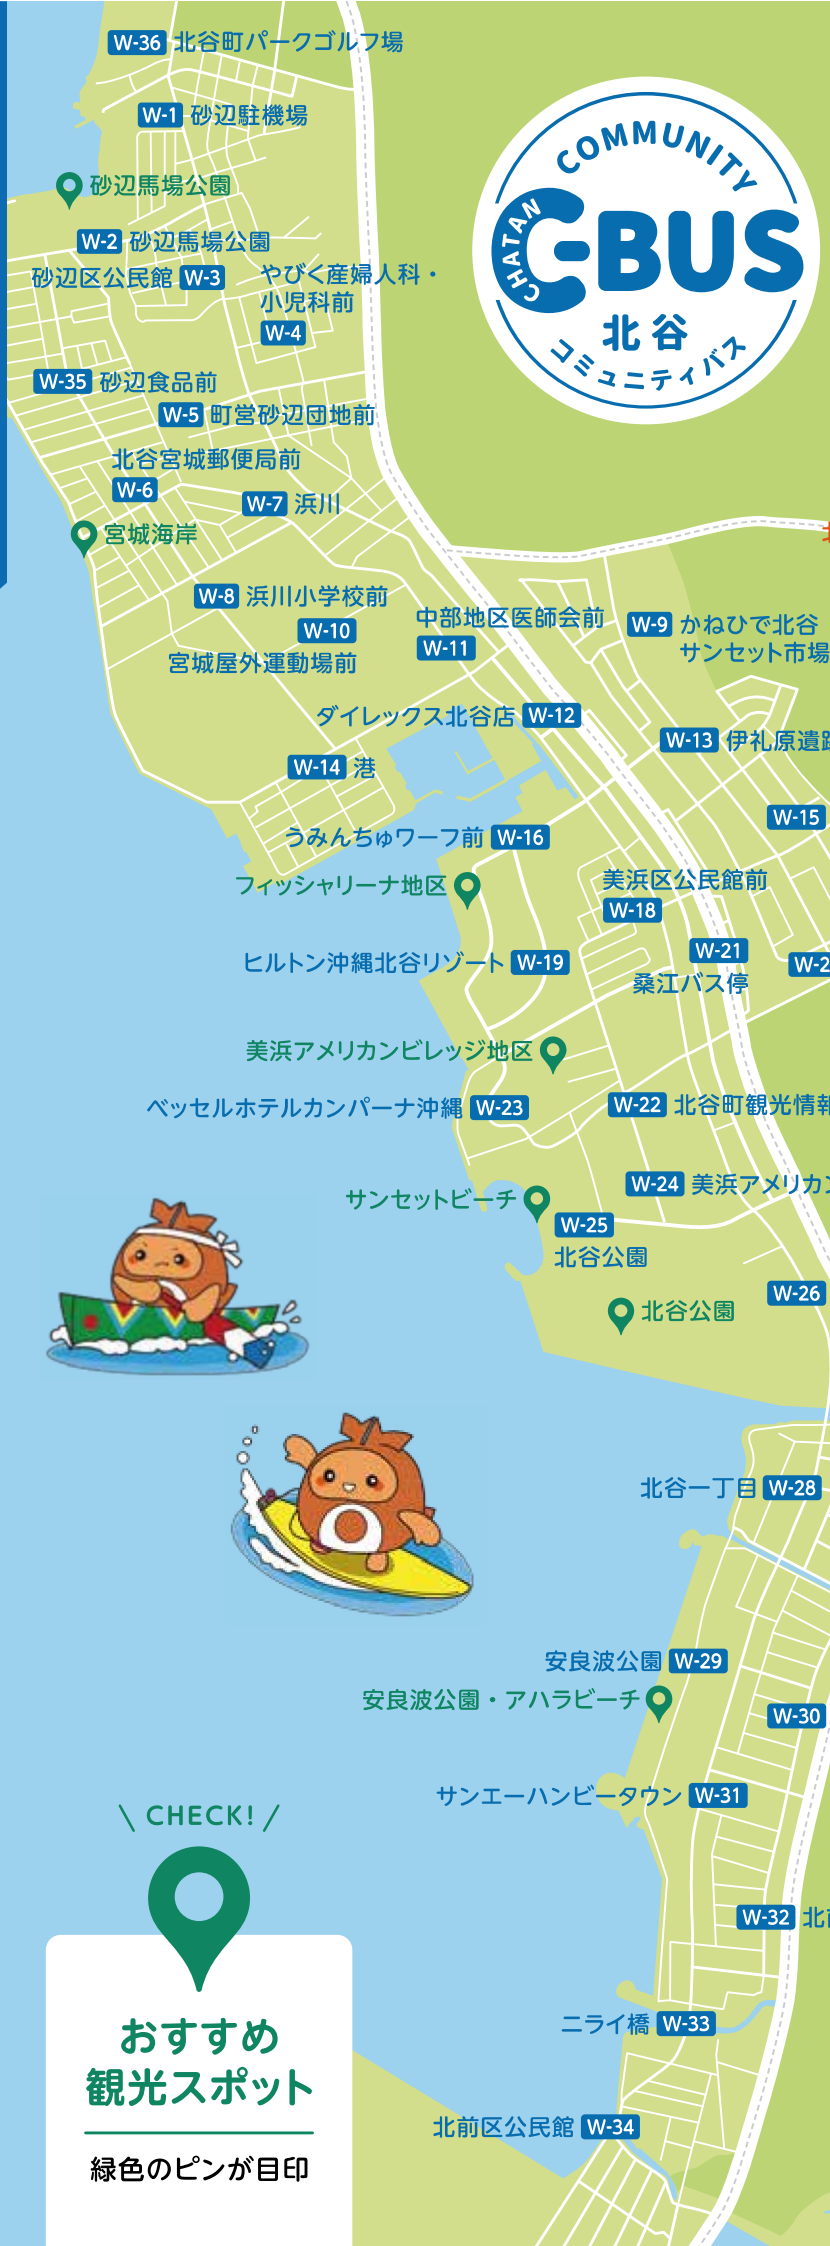 W-36 北谷町パークゴルフ場
W-1 砂辺駐機場
COMMUNITY
CHATAN
C-BUS
北谷
コミュニティバス
砂辺馬場公園
W-2 砂辺馬場公園
砂辺区公民館 W-3
やびく産婦人科・
小児科前
W-4
W-35 砂辺食品前
W-5 町営砂辺団地前
北谷宮城郵便局前
W-6
W-7 浜川
宮城海岸
W-8 浜川小学校前
W-10
宮城屋外運動場前
中部地区医師会前
W-11
W-9 かねひで北谷
サンセット市場
ダイレックス北谷店 W-12
W-13 伊礼原遺跡
W-14 港
W-15
うみんちゅワーフ前 W-16
フィッシャリーナ地区
美浜区公民館前
W-18
W-21
桑江バス停
ヒルトン沖縄北谷リゾート W-19
W-2
美浜アメリカンビレッジ地区
ベッセルホテルカンパーナ沖縄 W-23
W-22 北谷町観光情報
W-24 美浜アメリカン
サンセットビーチ
W-25
北谷公園
W-26
北谷公園
北谷一丁目 W-28
安良波公園 W-29
安良波公園・アハラビーチ
W-30
サンエーハンビータウン W-31
CHECK!
W-32 北前
ニライ橋 W-33
おすすめ
観光スポット
北前区公民館 W-34
緑色のピンが目印